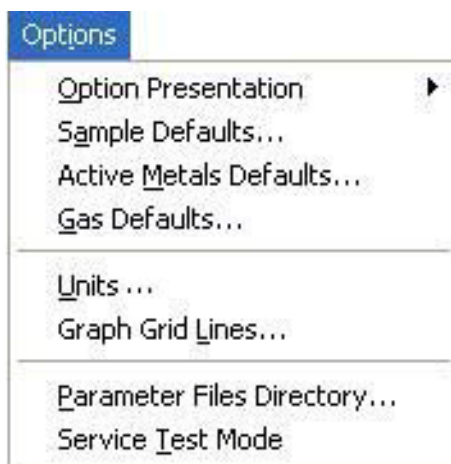 Options
Option Presentation
Sample Defaults...
Active Metals Defaults...
Gas Defaults...
Units ...
Graph Grid Lines...
Parameter Files Directory...
Service Test Mode